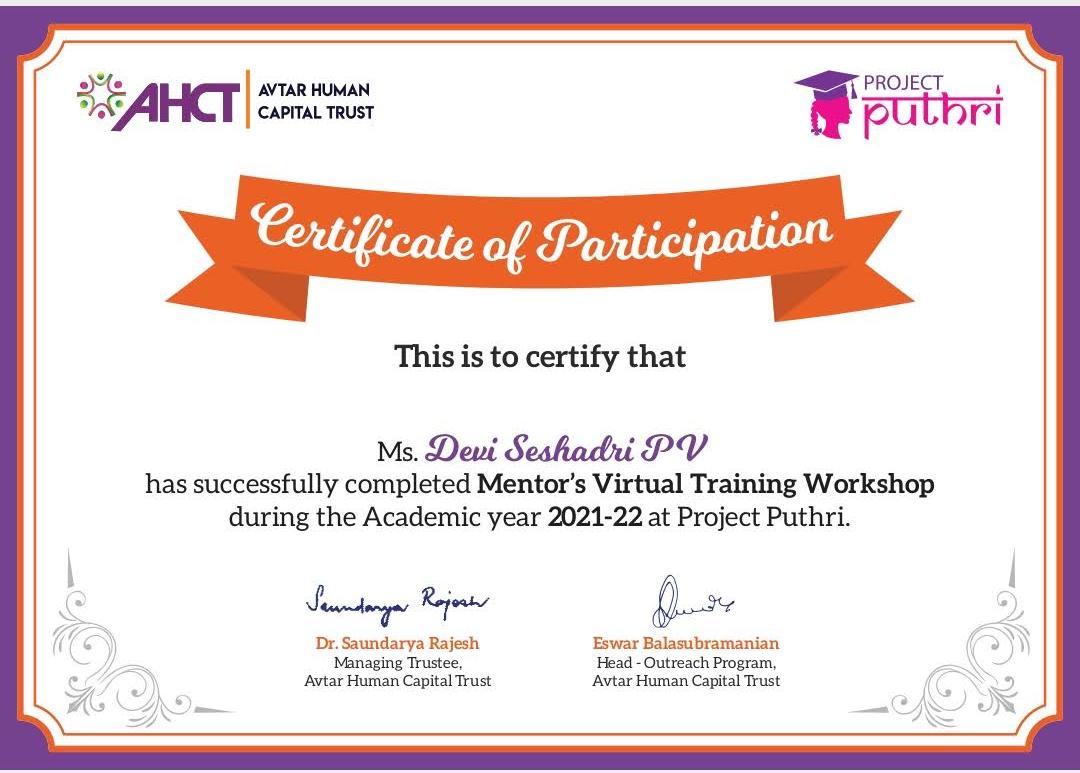 AHCT
AVTAR HUMAN
CAPITAL TRUST
PROJECT
puthri
Certificate of Participation
This is to certify that
Ms. Devi Seshadri P V
has successfully completed Mentor's Virtual Training Workshop
during the Academic year 2021-22 at Project Puthri.
Saundarya Rajesh
Dr. Saundarya Rajesh
Managing Trustee,
Avtar Human Capital Trust
Eswar Balasubramanian
Head - Outreach Program,
Avtar Human Capital Trust